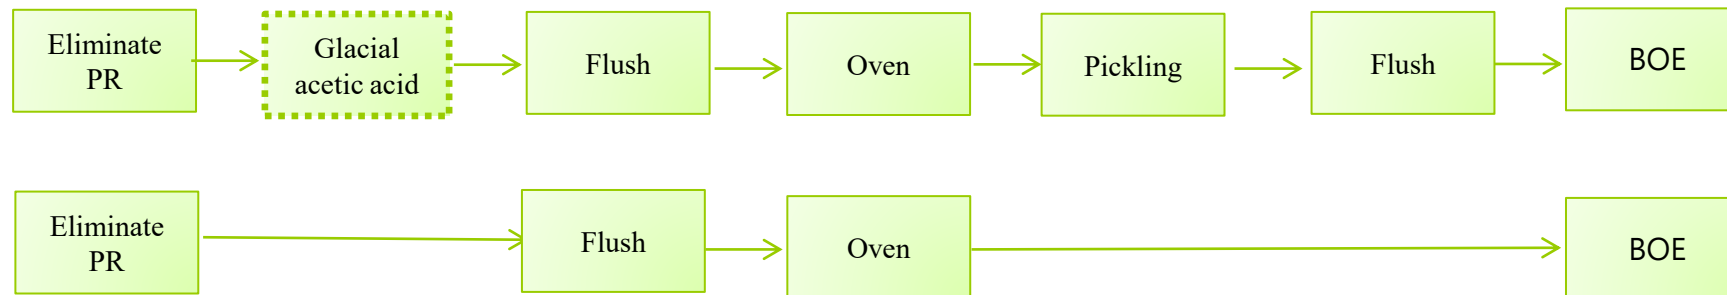 Eliminate
PR
Glacial
acetic acid
Flush
Oven
Pickling
Flush
BOE
Eliminate
PR
Flush
Oven
BOE